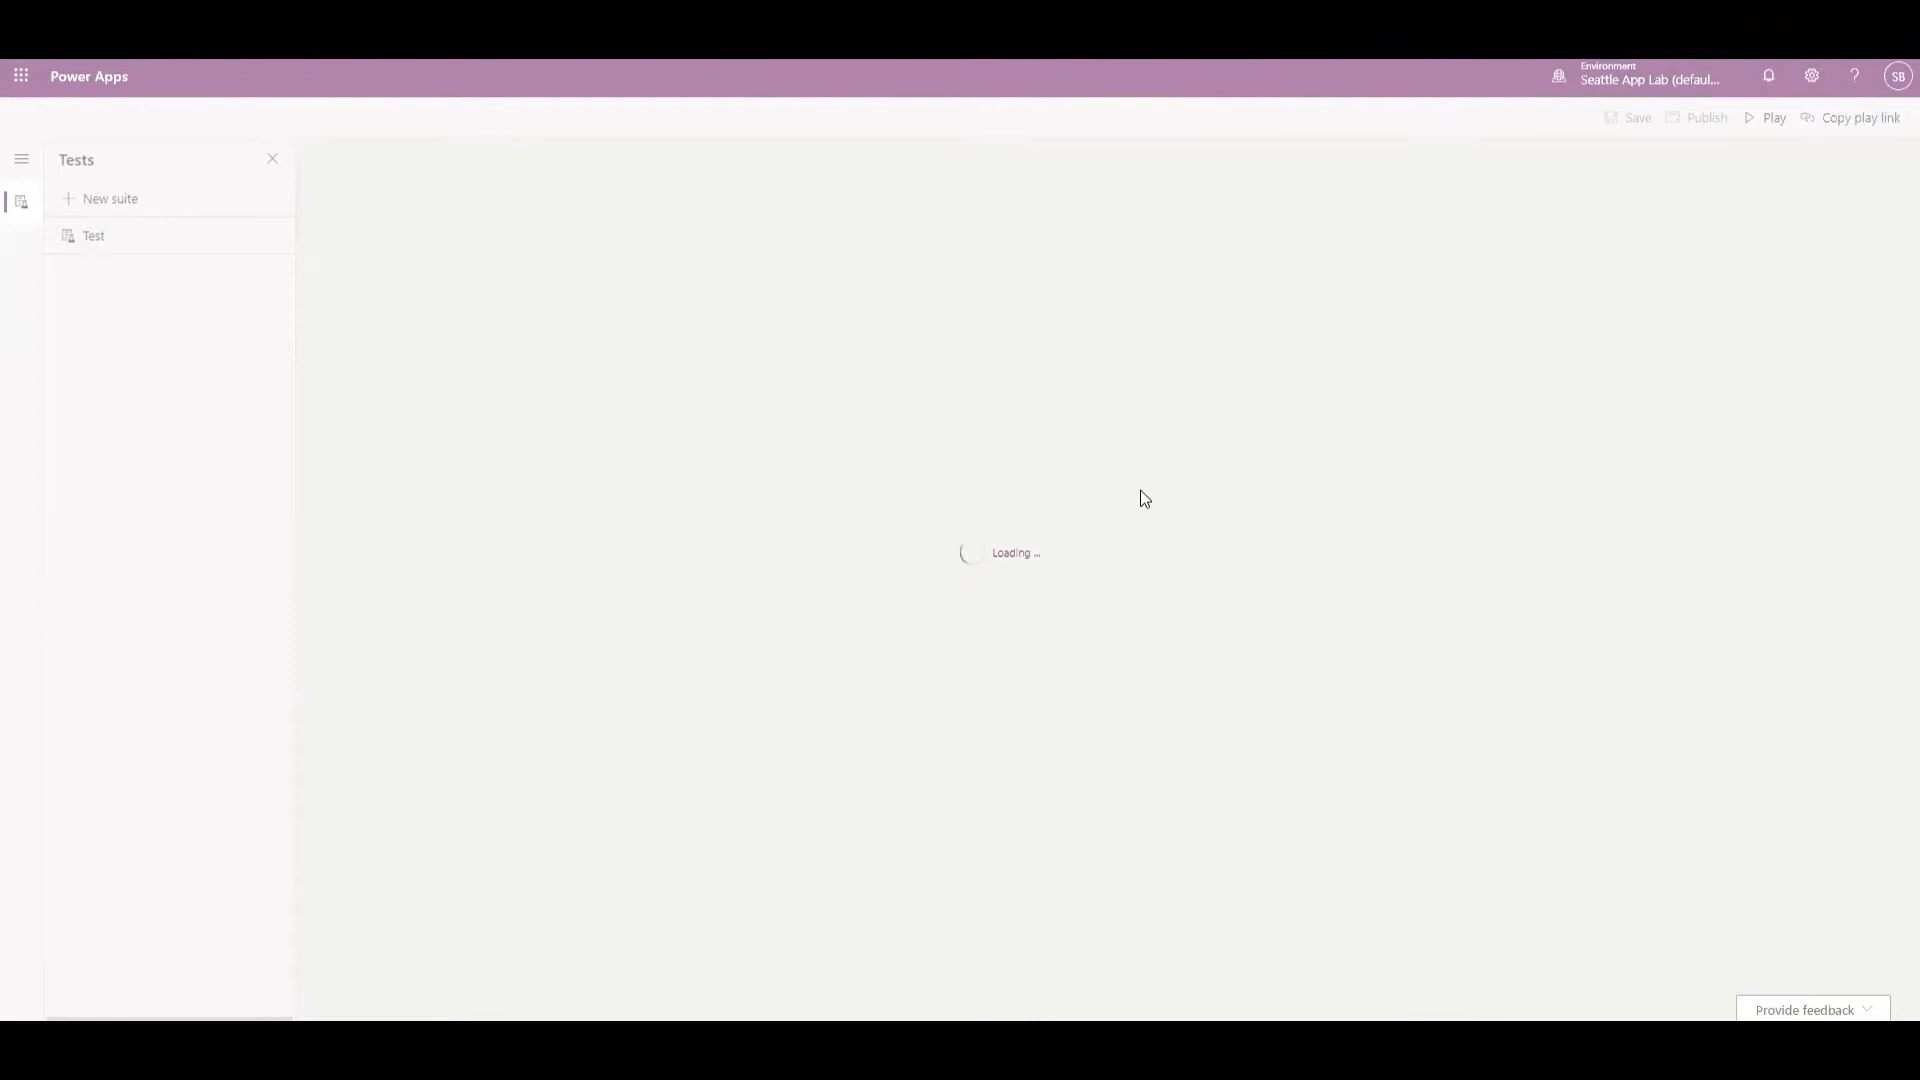 Power Apps
Environment
Seattle App Lab (defaul...
?
SB
Save
Publish
Play
Copy play link
Tests
New suite
Test
Loading ...
Provide feedback